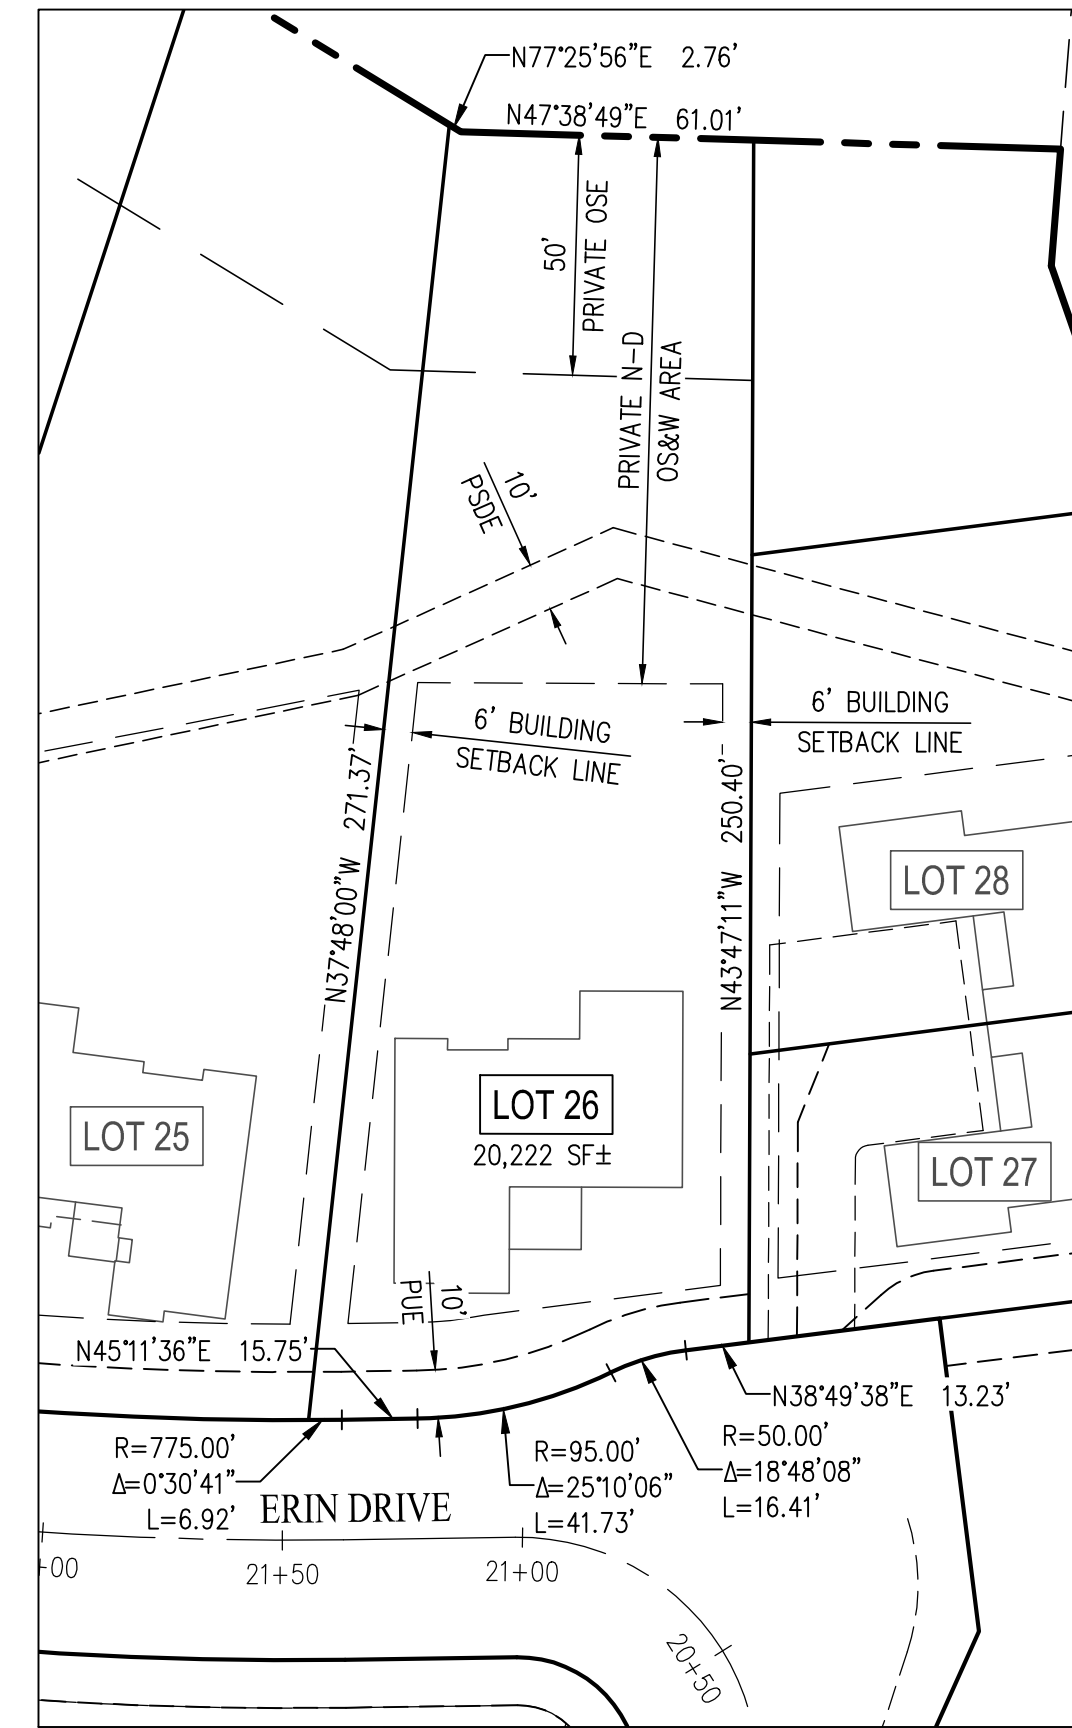 N77°25'56"E 2.76'
N47°38'49"E 61.01'
50'
PRIVATE OSE
PRIVATE N-D
OS&W AREA
10'
PSDE
6' BUILDING
SETBACK LINE
6' BUILDING
SETBACK LINE
N37°48'00"W 271.37'
N43°47'11"W 250.40'
LOT 28
LOT 26
20,222 SF±
LOT 25
LOT 27
10'
PUE
N45°11'36"E 15.75'
N38°49'38"E 13.23'
R=775.00'
Δ=0°30'41"
L=6.92'
R=95.00'
Δ=25°10'06"
L=41.73'
R=50.00'
Δ=18°48'08"
L=16.41'
ERIN DRIVE
+00
21+50
21+00
20+50